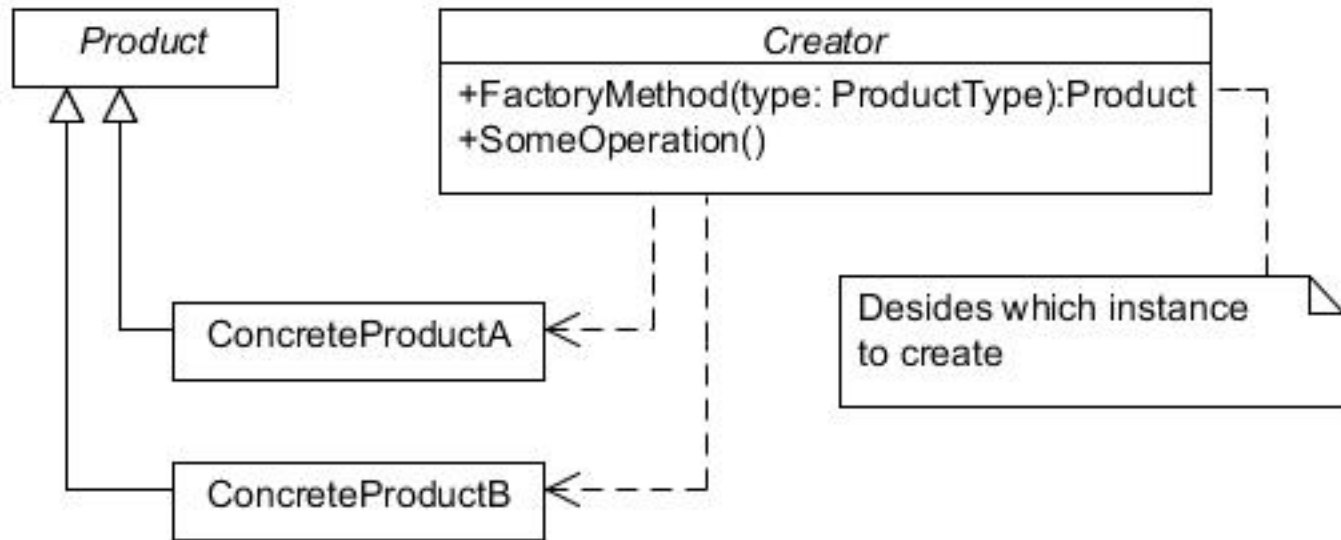 Product
Creator
+FactoryMethod(type: ProductType):Product
+SomeOperation()
ConcreteProductA
Desides which instance
to create
ConcreteProductB